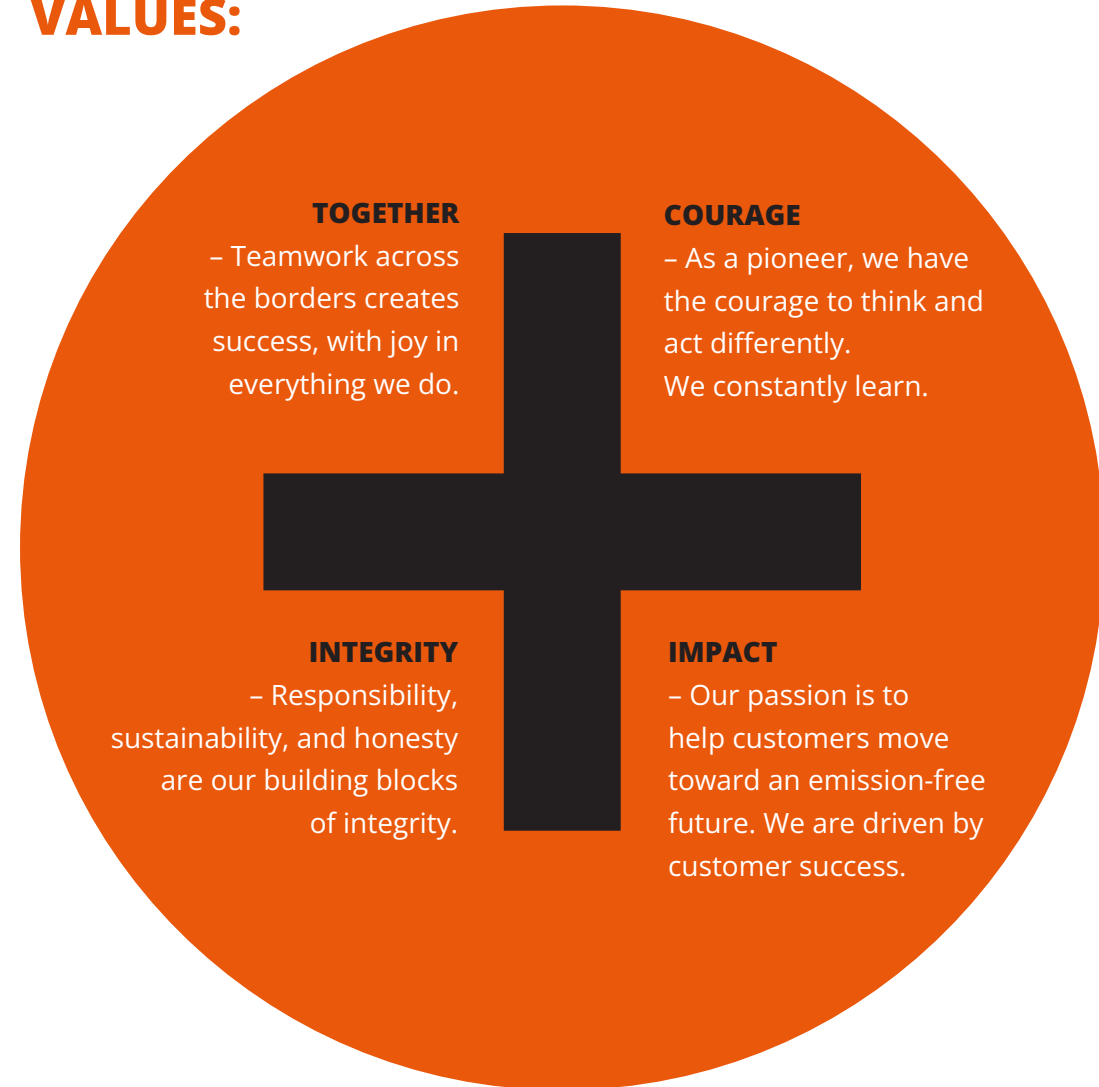 VALUES:
TOGETHER
– Teamwork across
the borders creates
success, with joy in
everything we do.
COURAGE
– As a pioneer, we have
the courage to think and
act differently.
We constantly learn.
INTEGRITY
– Responsibility,
sustainability, and honesty
are our building blocks
of integrity.
IMPACT
– Our passion is to
help customers move
toward an emission-free
future. We are driven by
customer success.